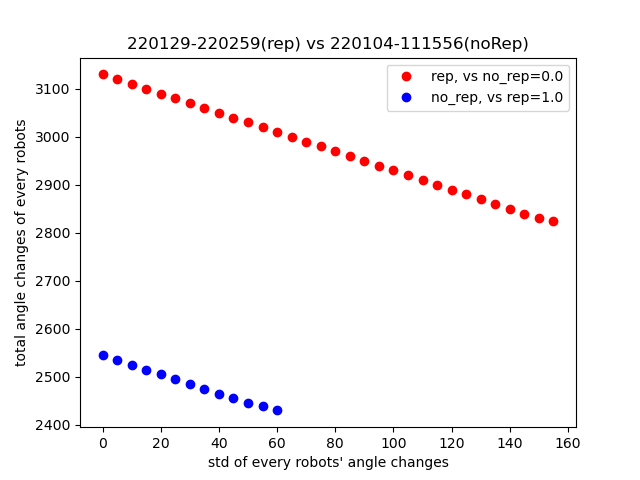 220129-220259(rep) vs 220104-111556(noRep)
rep, vs no_rep=0.0
no_rep, vs rep=1.0
total angle changes of every robots
3100
3000
2900
2800
2700
2600
2500
2400
0 20 40 60 80 100 120 140 160
std of every robots' angle changes